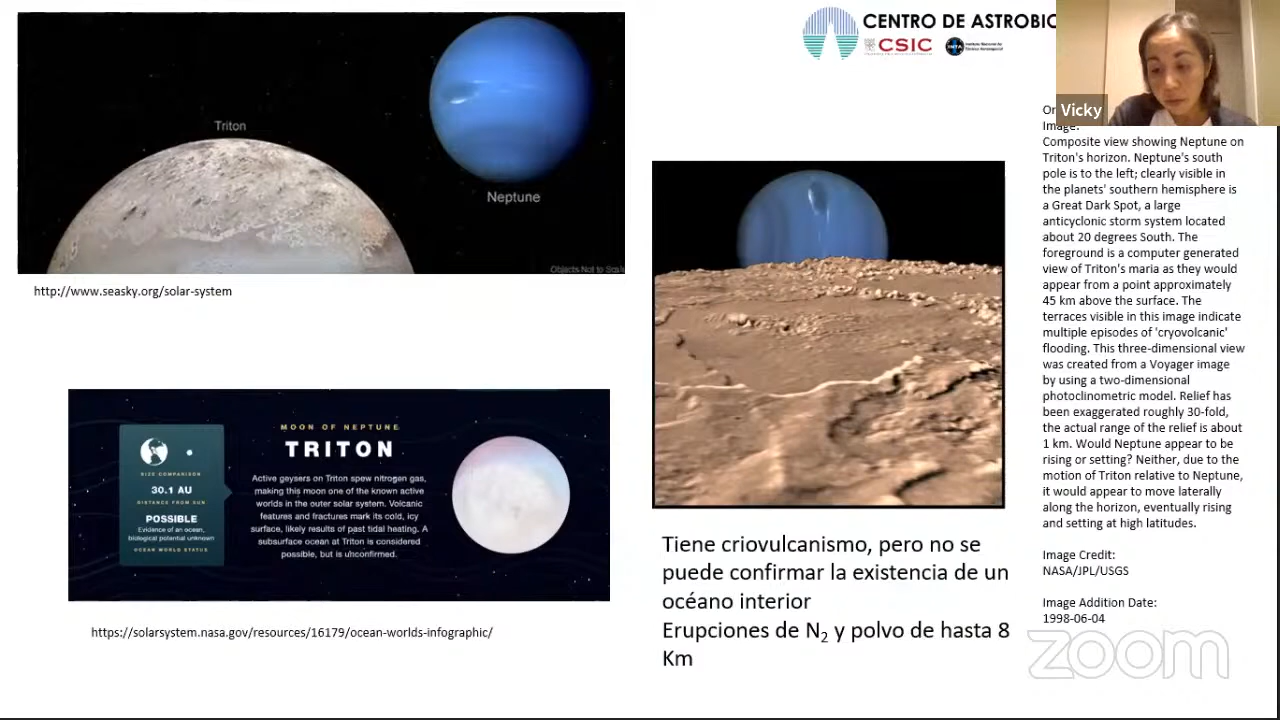 Triton
Neptune
Objects Not to Scale
http://www.seasky.org/solar-system
MOON OF NEPTUNE
TRITON
SIZE COMPARISON
30.1 AU
DISTANCE FROM SUN
POSSIBLE
Evidence of an ocean,
biological potential unknown
OCEAN WORLD STATUS
Active geysers on Triton spew nitrogen gas,
making this moon one of the known active
worlds in the outer solar system. Volcanic
features and fractures mark its cold, icy
surface, likely results of past tidal heating. A
subsurface ocean at Triton is considered
possible, but is unconfirmed.
https://solarsystem.nasa.gov/resources/16179/ocean-worlds-infographic/
CENTRO DE ASTROBIO
CSIC
Vicky
Tiene criovulcanismo, pero no se
puede confirmar la existencia de un
océano interior
Erupciones de N₂ y polvo de hasta 8
Km
Image:
Composite view showing Neptune on
Triton's horizon. Neptune's south
pole is to the left; clearly visible in
the planets' southern hemisphere is
a Great Dark Spot, a large
anticyclonic storm system located
about 20 degrees South. The
foreground is a computer generated
view of Triton's maria as they would
appear from a point approximately
45 km above the surface. The
terraces visible in this image indicate
multiple episodes of 'cryovolcanic'
flooding. This three-dimensional view
was created from a Voyager image
by using a two-dimensional
photoclinometric model. Relief has
been exaggerated roughly 30-fold,
the actual range of the relief is about
1 km. Would Neptune appear to be
rising or setting? Neither, due to the
motion of Triton relative to Neptune,
it would appear to move laterally
along the horizon, eventually rising
and setting at high latitudes.
Image Credit:
NASA/JPL/USGS
Image Addition Date:
1998-06-04
zoom